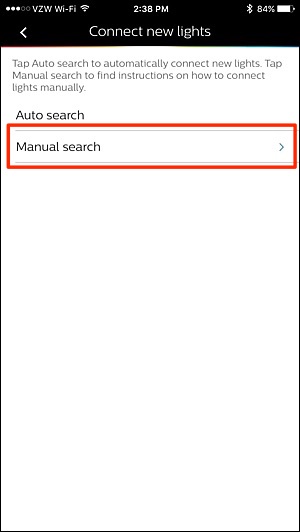 VZW Wi-Fi 2:38 PM 84%
Connect new lights
Tap Auto search to automatically connect new lights. Tap
Manual search to find instructions on how to connect
lights manually.
Auto search
Manual search